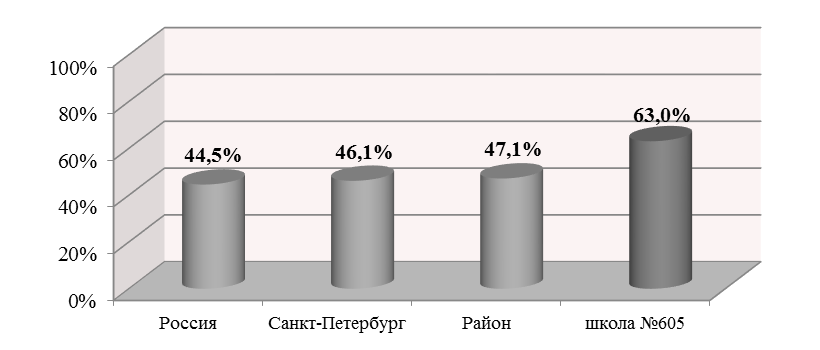 100%
80%
60%
40%
20%
0%
44,5%
46,1%
47,1%
63,0%
Россия
Санкт-Петербург
Район
школа №605